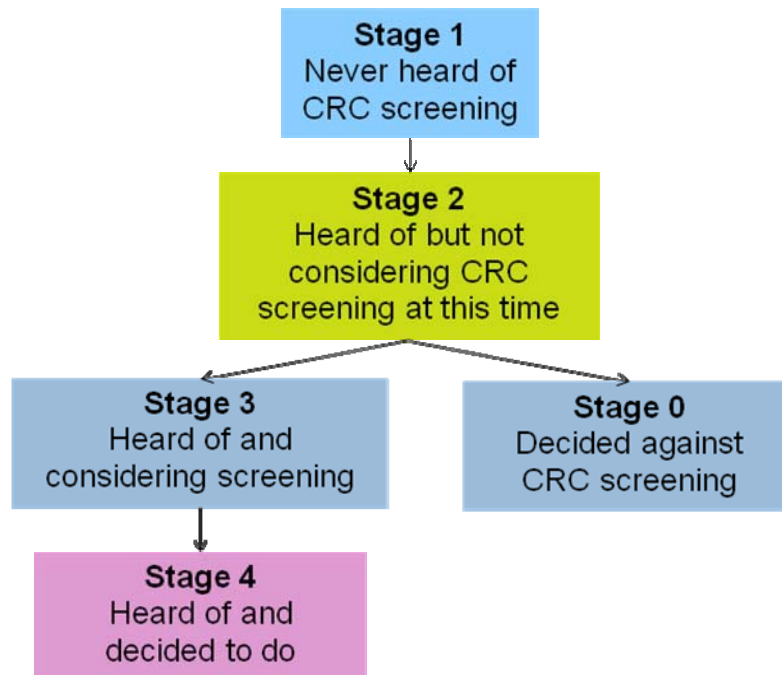 Stage 1
Never heard of
CRC screening
Stage 2
Heard of but not
considering CRC
screening at this time
Stage 3
Heard of and
considering screening
Stage 0
Decided against
CRC screening
Stage 4
Heard of and
decided to do